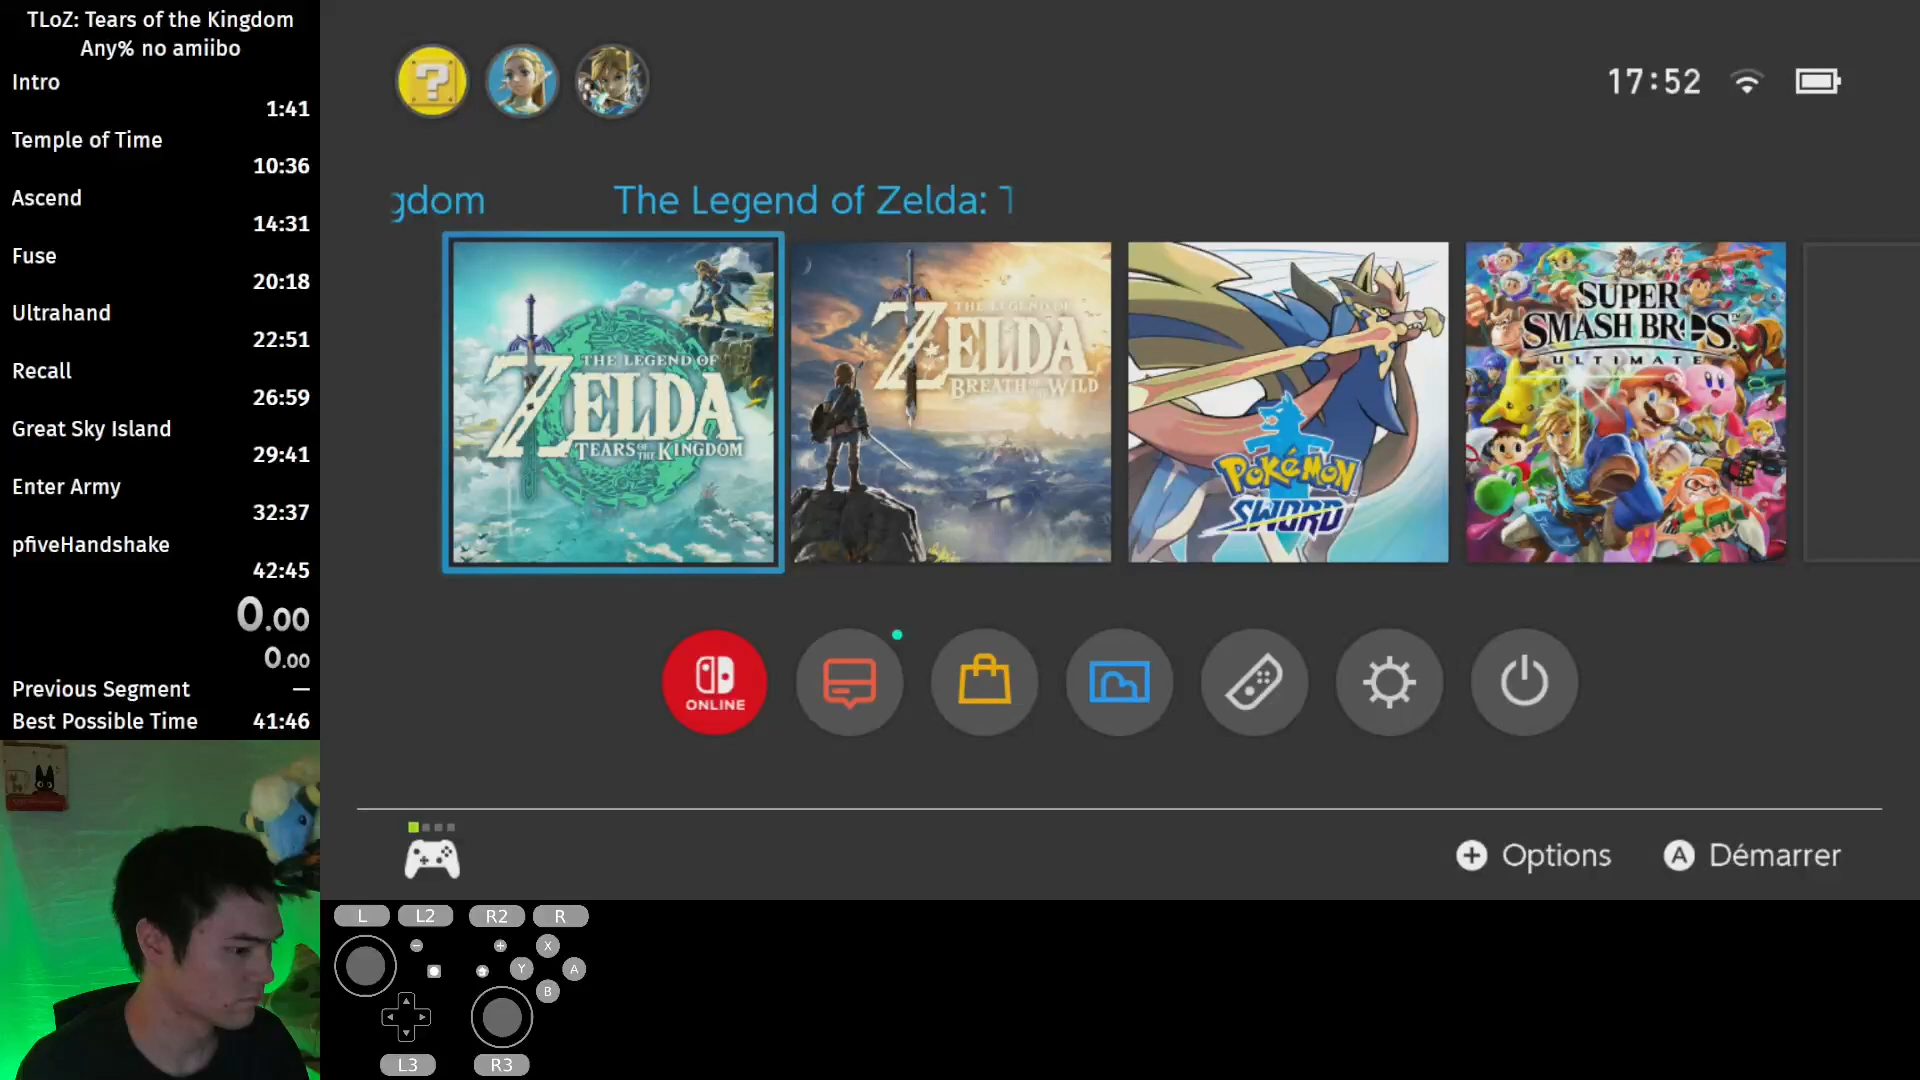 TLoZ: Tears of the Kingdom
Any% no amiibo
Intro
1:41
Temple of Time
10:36
Ascend
14:31
Fuse
20:18
Ultrahand
22:51
Recall
26:59
Great Sky Island
29:41
Enter Army
32:37
pfiveHandshake
42:45
0.00
0.00
Previous Segment —
Best Possible Time 41:46
17:52
gdom The Legend of Zelda: T
THE LEGEND OF
ZELDA
TEARS OF THE KINGDOM
THE LEGEND OF
ZELDA
BREATH OF THE WILD
POKÉMON
SWORD
SUPER
SMASH BROS.
ULTIMATE
ONLINE
+ Options
A Démarrer
L L2 R2 R
X
Y A
B
L3 R3